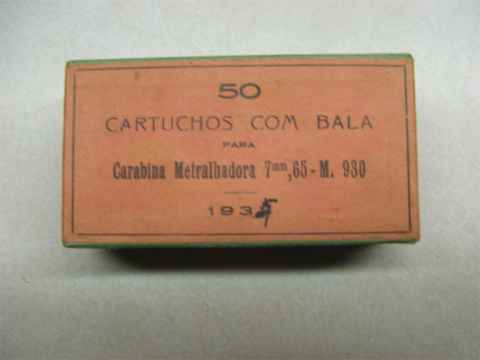 50
CARTUCHOS COM BALA
PARA
Carabina Metralhadora 7mm,65-M. 930
1935